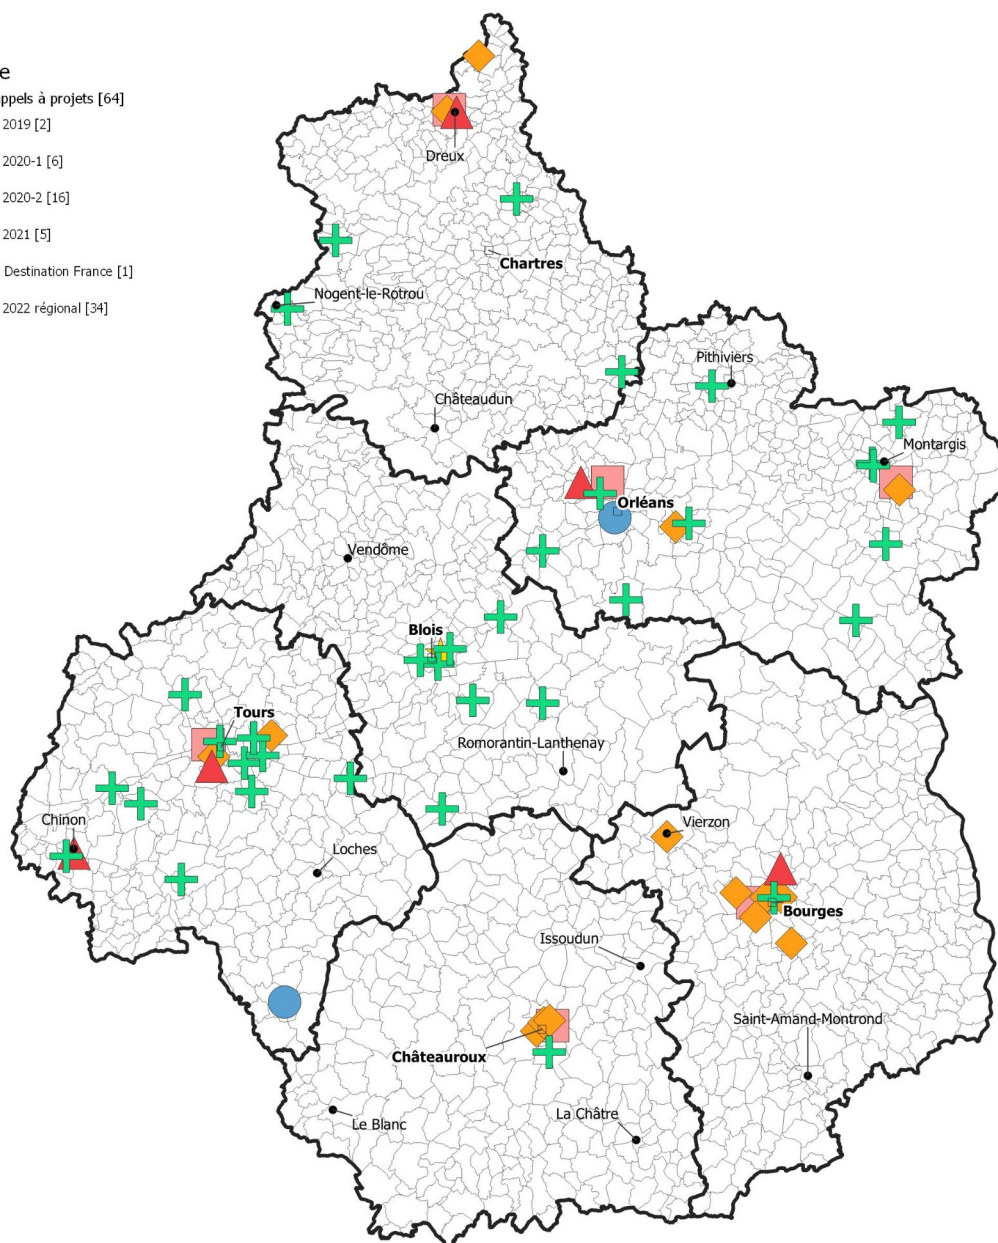 e
ppels à projets [64]
2019 [2]
2020-1 [6]
2020-2 [16]
2021 [5]
Destination France [1]
2022 régional [34]
Dreux
Chartres
Nogent-le-Rotrou
Châteaudun
Pithiviers
Montargis
Orléans
Vendôme
Blois
Tours
Romorantin-Lanthenay
Chinon
Loches
Vierzon
Bourges
Issoudun
Saint-Amand-Montrond
Châteauroux
Le Blanc
La Châtre